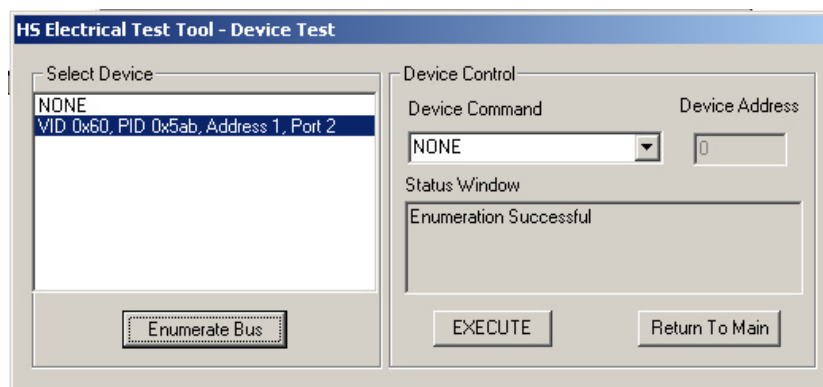 HS Electrical Test Tool - Device Test
Select Device
NONE
VID 0x60, PID 0x5ab, Address 1, Port 2
Enumerate Bus
Device Control
Device Command
Device Address
NONE
0
Status Window
Enumeration Successful
EXECUTE
Return To Main